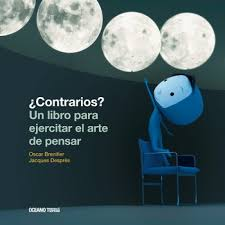 ¿Contrarios?
Un libro para
ejercitar el arte
de pensar
Oscar Brenifier
Jacques Després
OCEANO Travesía